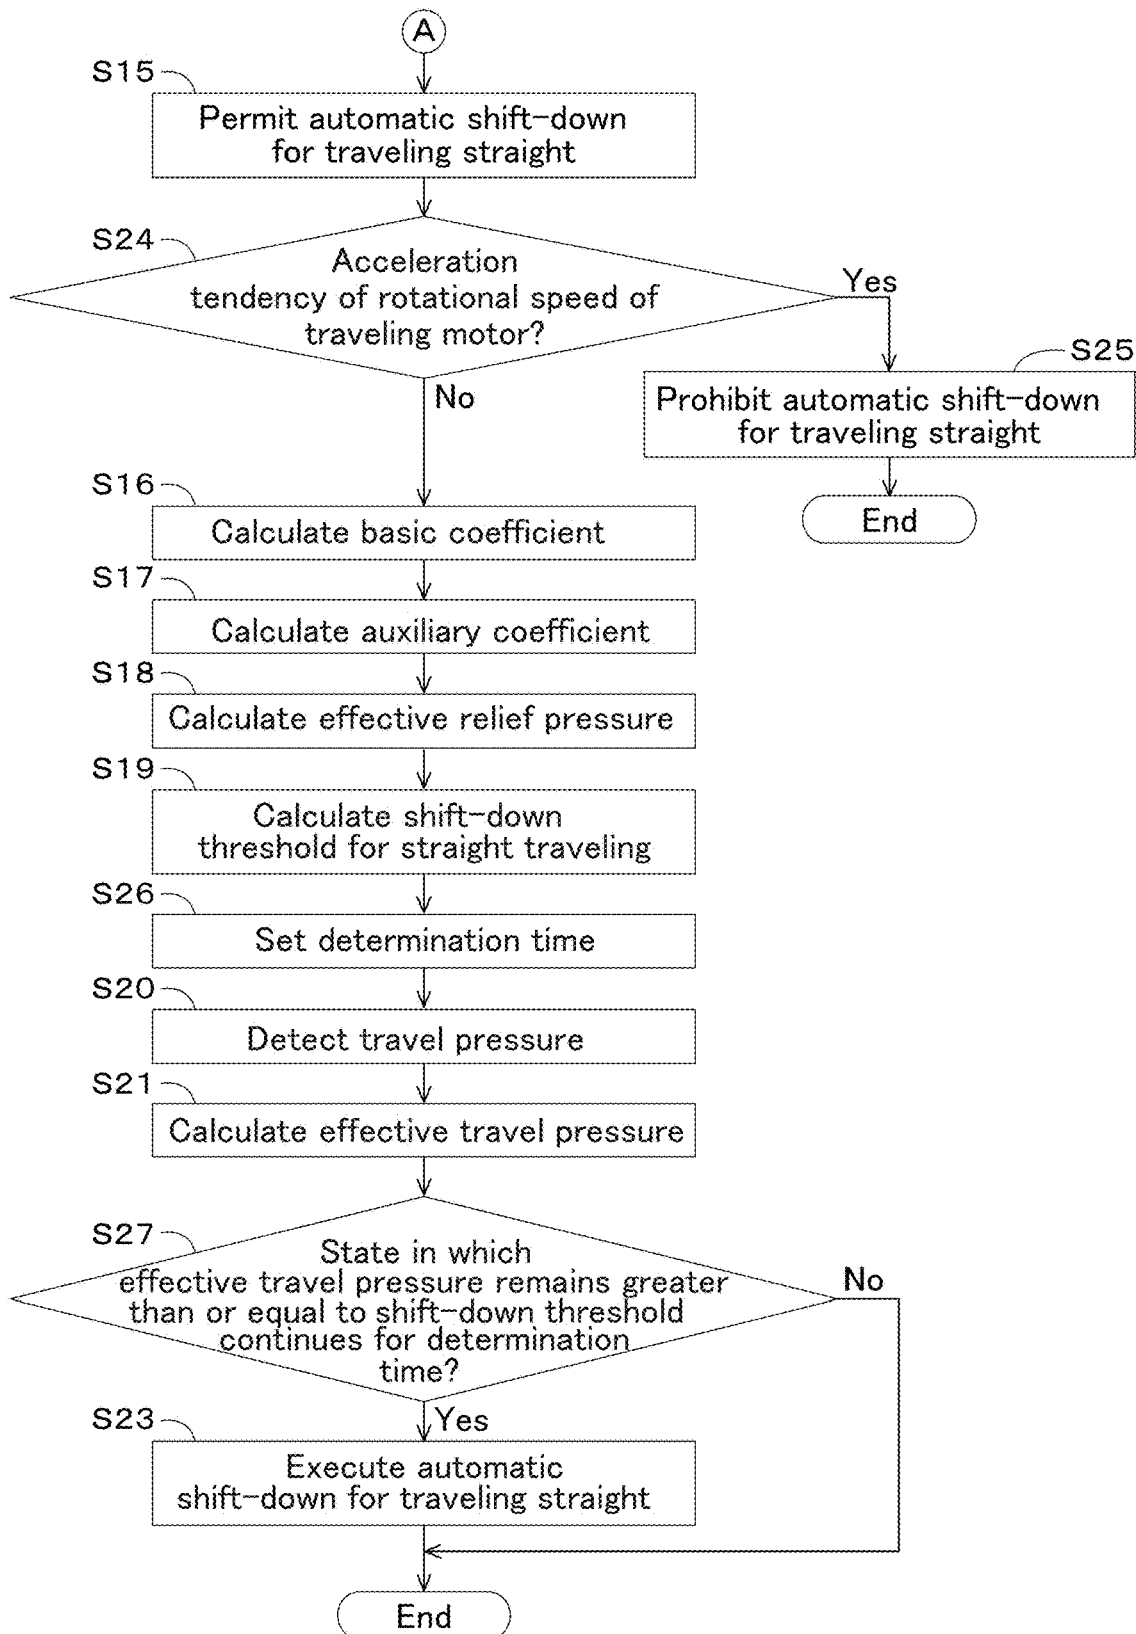 A
S15
Permit automatic shift-down
for traveling straight
S24
Acceleration
tendency of rotational speed of
traveling motor?
Yes
No
S25
Prohibit automatic shift-down
for traveling straight
End
S16
Calculate basic coefficient
S17
Calculate auxiliary coefficient
S18
Calculate effective relief pressure
S19
Calculate shift-down
threshold for straight traveling
S26
Set determination time
S20
Detect travel pressure
S21
Calculate effective travel pressure
S27
State in which
effective travel pressure remains greater
than or equal to shift-down threshold
continues for determination
time?
No
Yes
S23
Execute automatic
shift-down for traveling straight
End